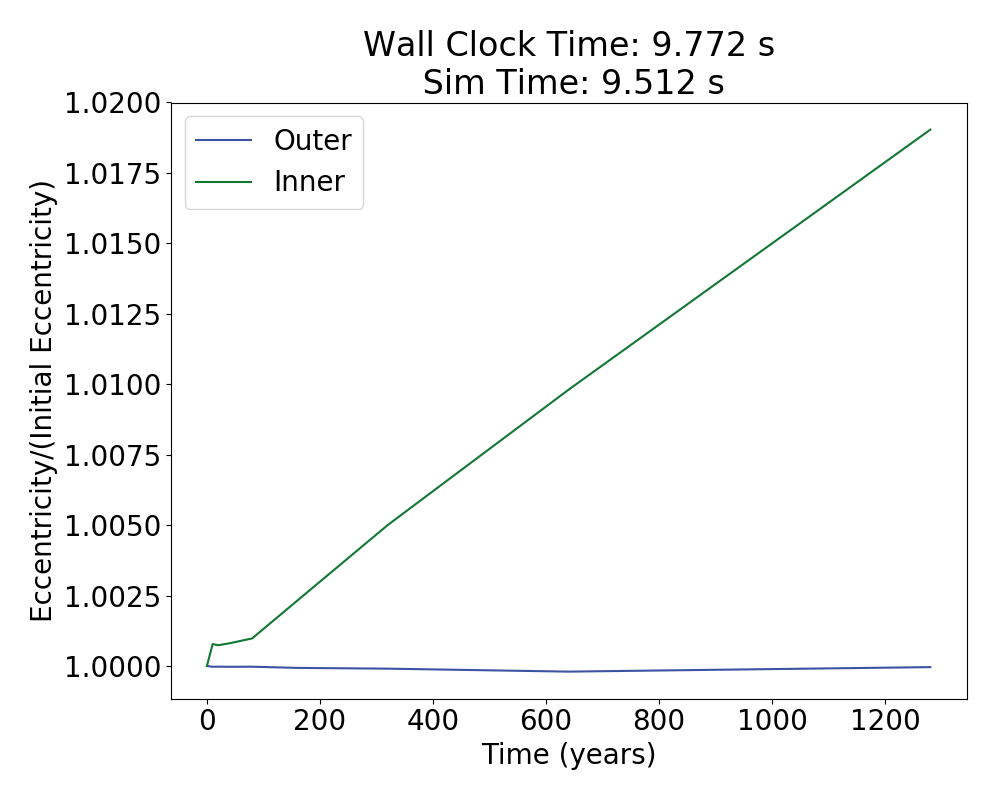 Wall Clock Time: 9.772 s
Sim Time: 9.512 s
Outer
Inner
Eccentricity/(Initial Eccentricity)
1.0200
1.0175
1.0150
1.0125
1.0100
1.0075
1.0050
1.0025
1.0000
0 200 400 600 800 1000 1200
Time (years)